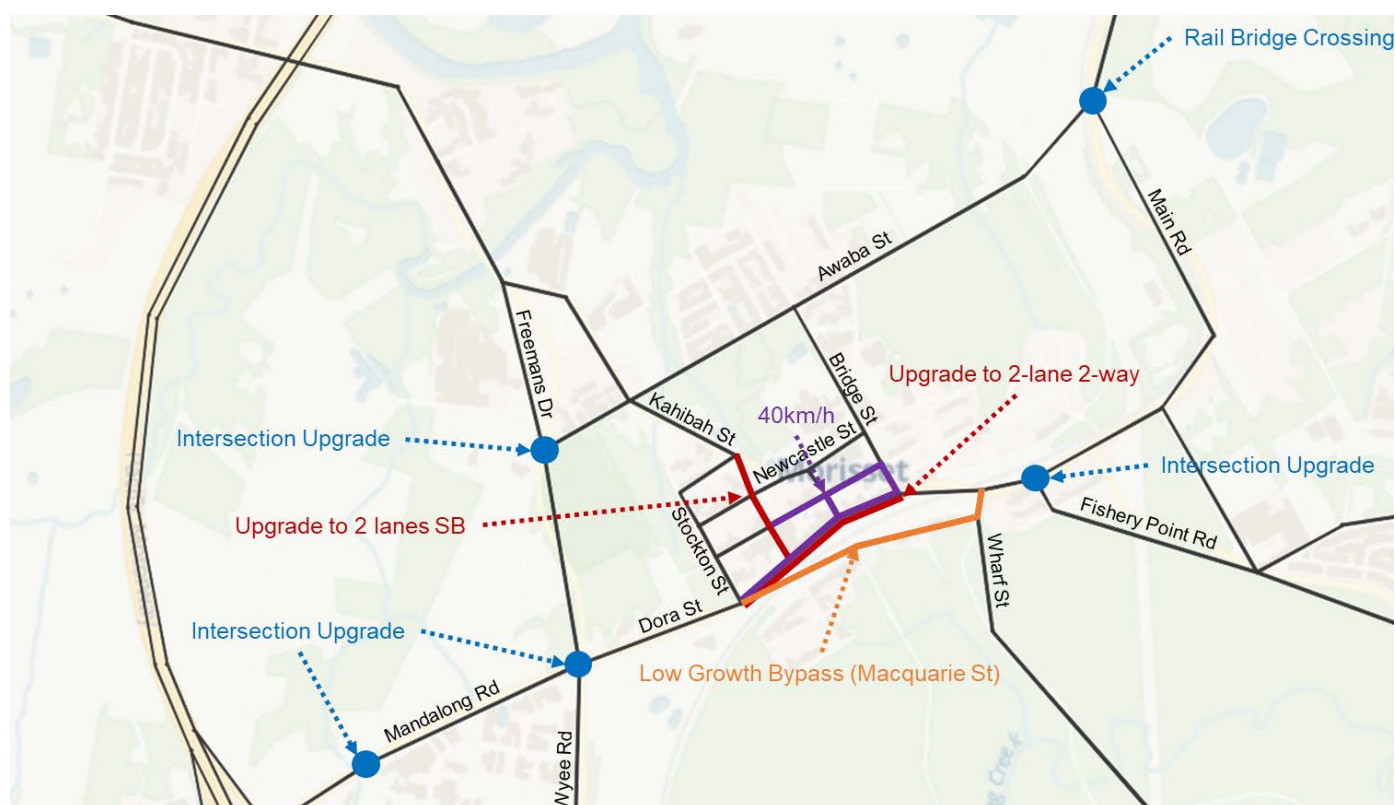 Rail Bridge Crossing
Main Rd
Awaba St
Freemans Dr
Bridge St
Upgrade to 2-lane 2-way
Kahibah St
40km/h
Newcastle St
Intersection Upgrade
Morisset
Intersection Upgrade
Upgrade to 2 lanes SB
Stockton St
Fishery Point Rd
Wharf St
Dora St
Intersection Upgrade
Low Growth Bypass (Macquarie St)
Mandalong Rd
Wyee Rd